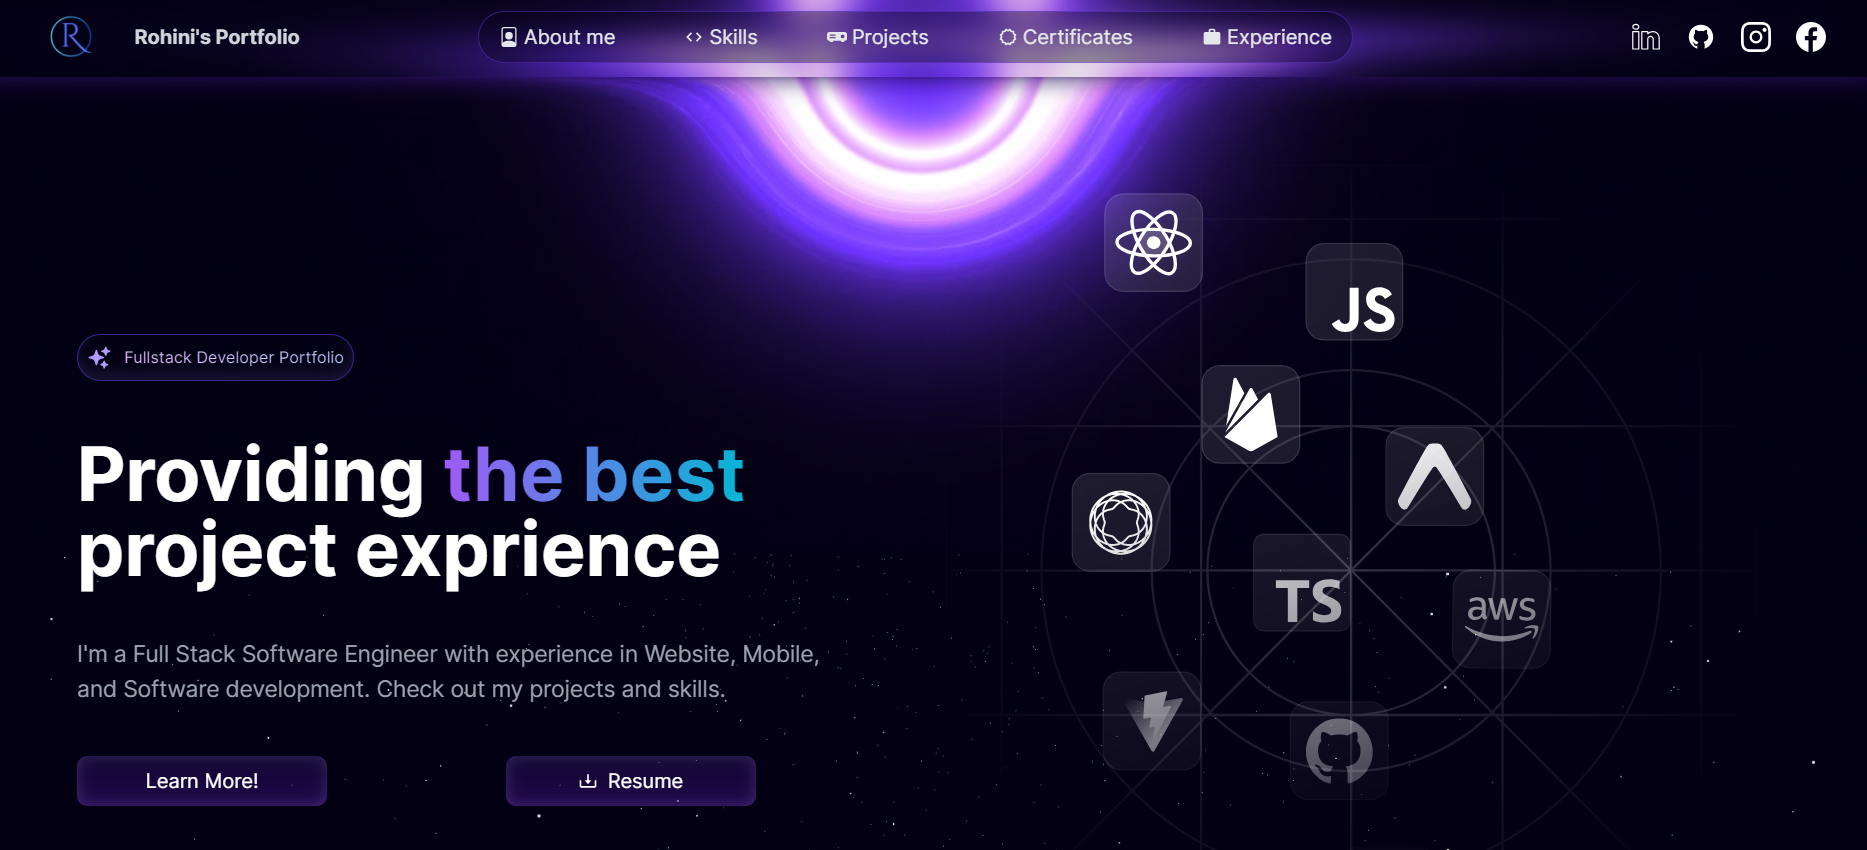 R
Rohini's Portfolio
About me
Skills
Projects
Certificates
Experience
in
JS
Fullstack Developer Portfolio
Providing the best
project exprience
TS
aws
I'm a Full Stack Software Engineer with experience in Website, Mobile,
and Software development. Check out my projects and skills.
Learn More!
Resume